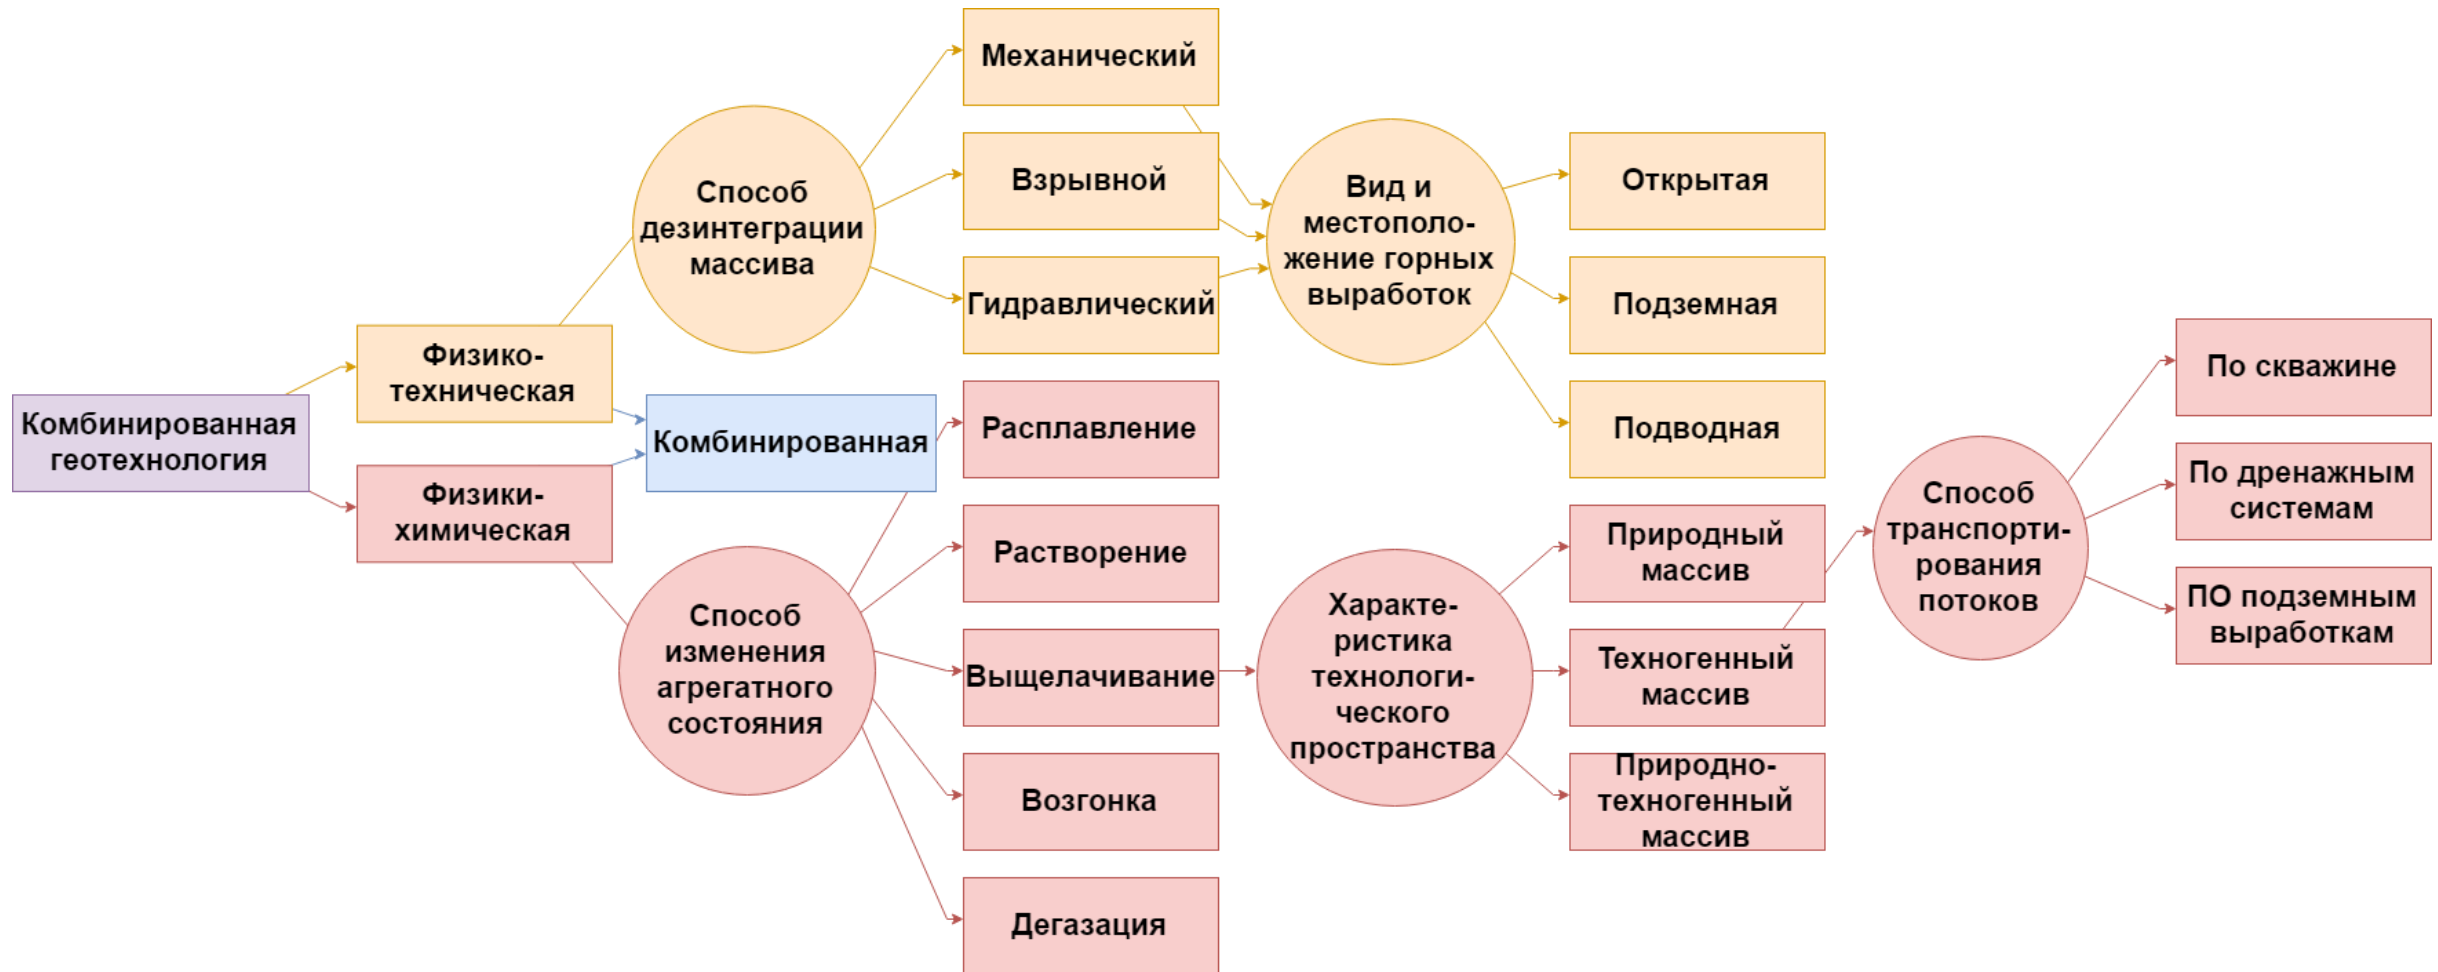 Комбинированная
геотехнология
Физико-
техническая
Физики-
химическая
Комбинированная
Способ
дезинтеграции
массива
Механический
Взрывной
Гидравлический
Вид и
местополо-
жение горных
выработок
Открытая
Подземная
Подводная
Способ
изменения
агрегатного
состояния
Расплавление
Растворение
Выщелачивание
Возгонка
Дегазация
Характе-
ристика
технологи-
ческого
пространства
Природный
массив
Техногенный
массив
Природно-
техногенный
массив
Способ
транспорти-
рования
потоков
По скважине
По дренажным
системам
ПО подземным
выработкам